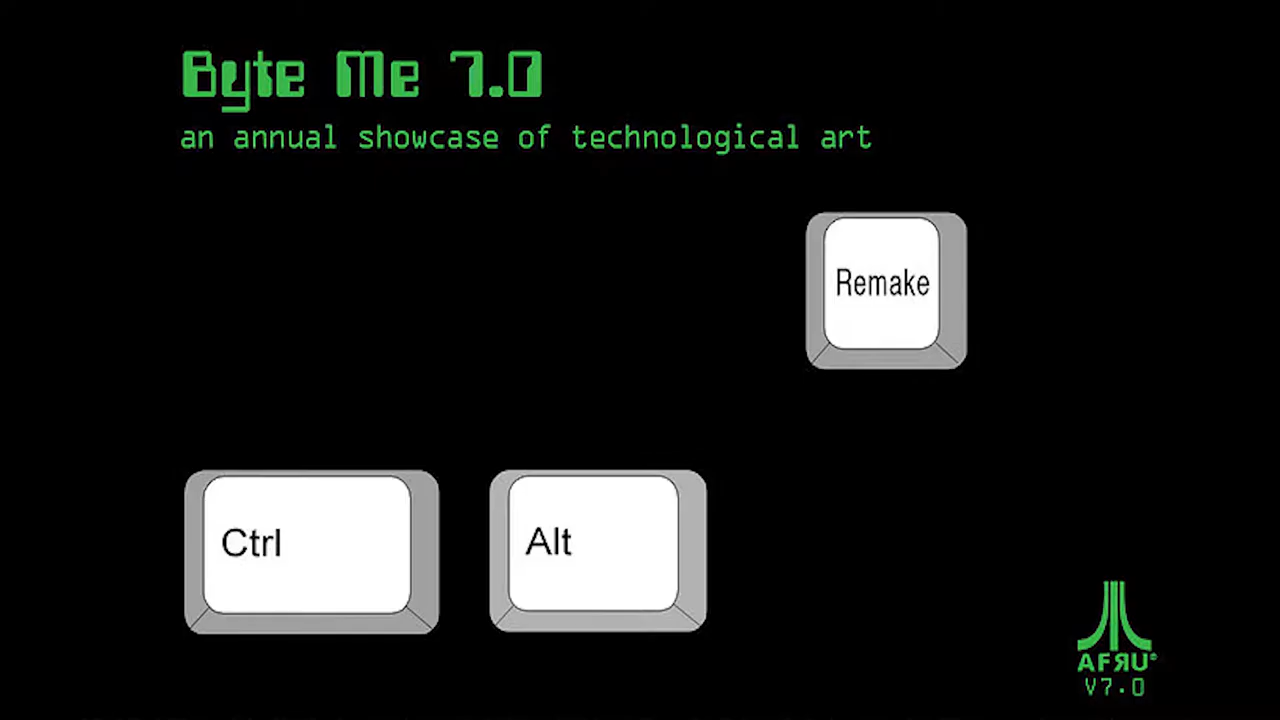 Byte Me 7.0
an annual showcase of technological art
Remake
Ctrl
Alt
AFЯU©
V7.0